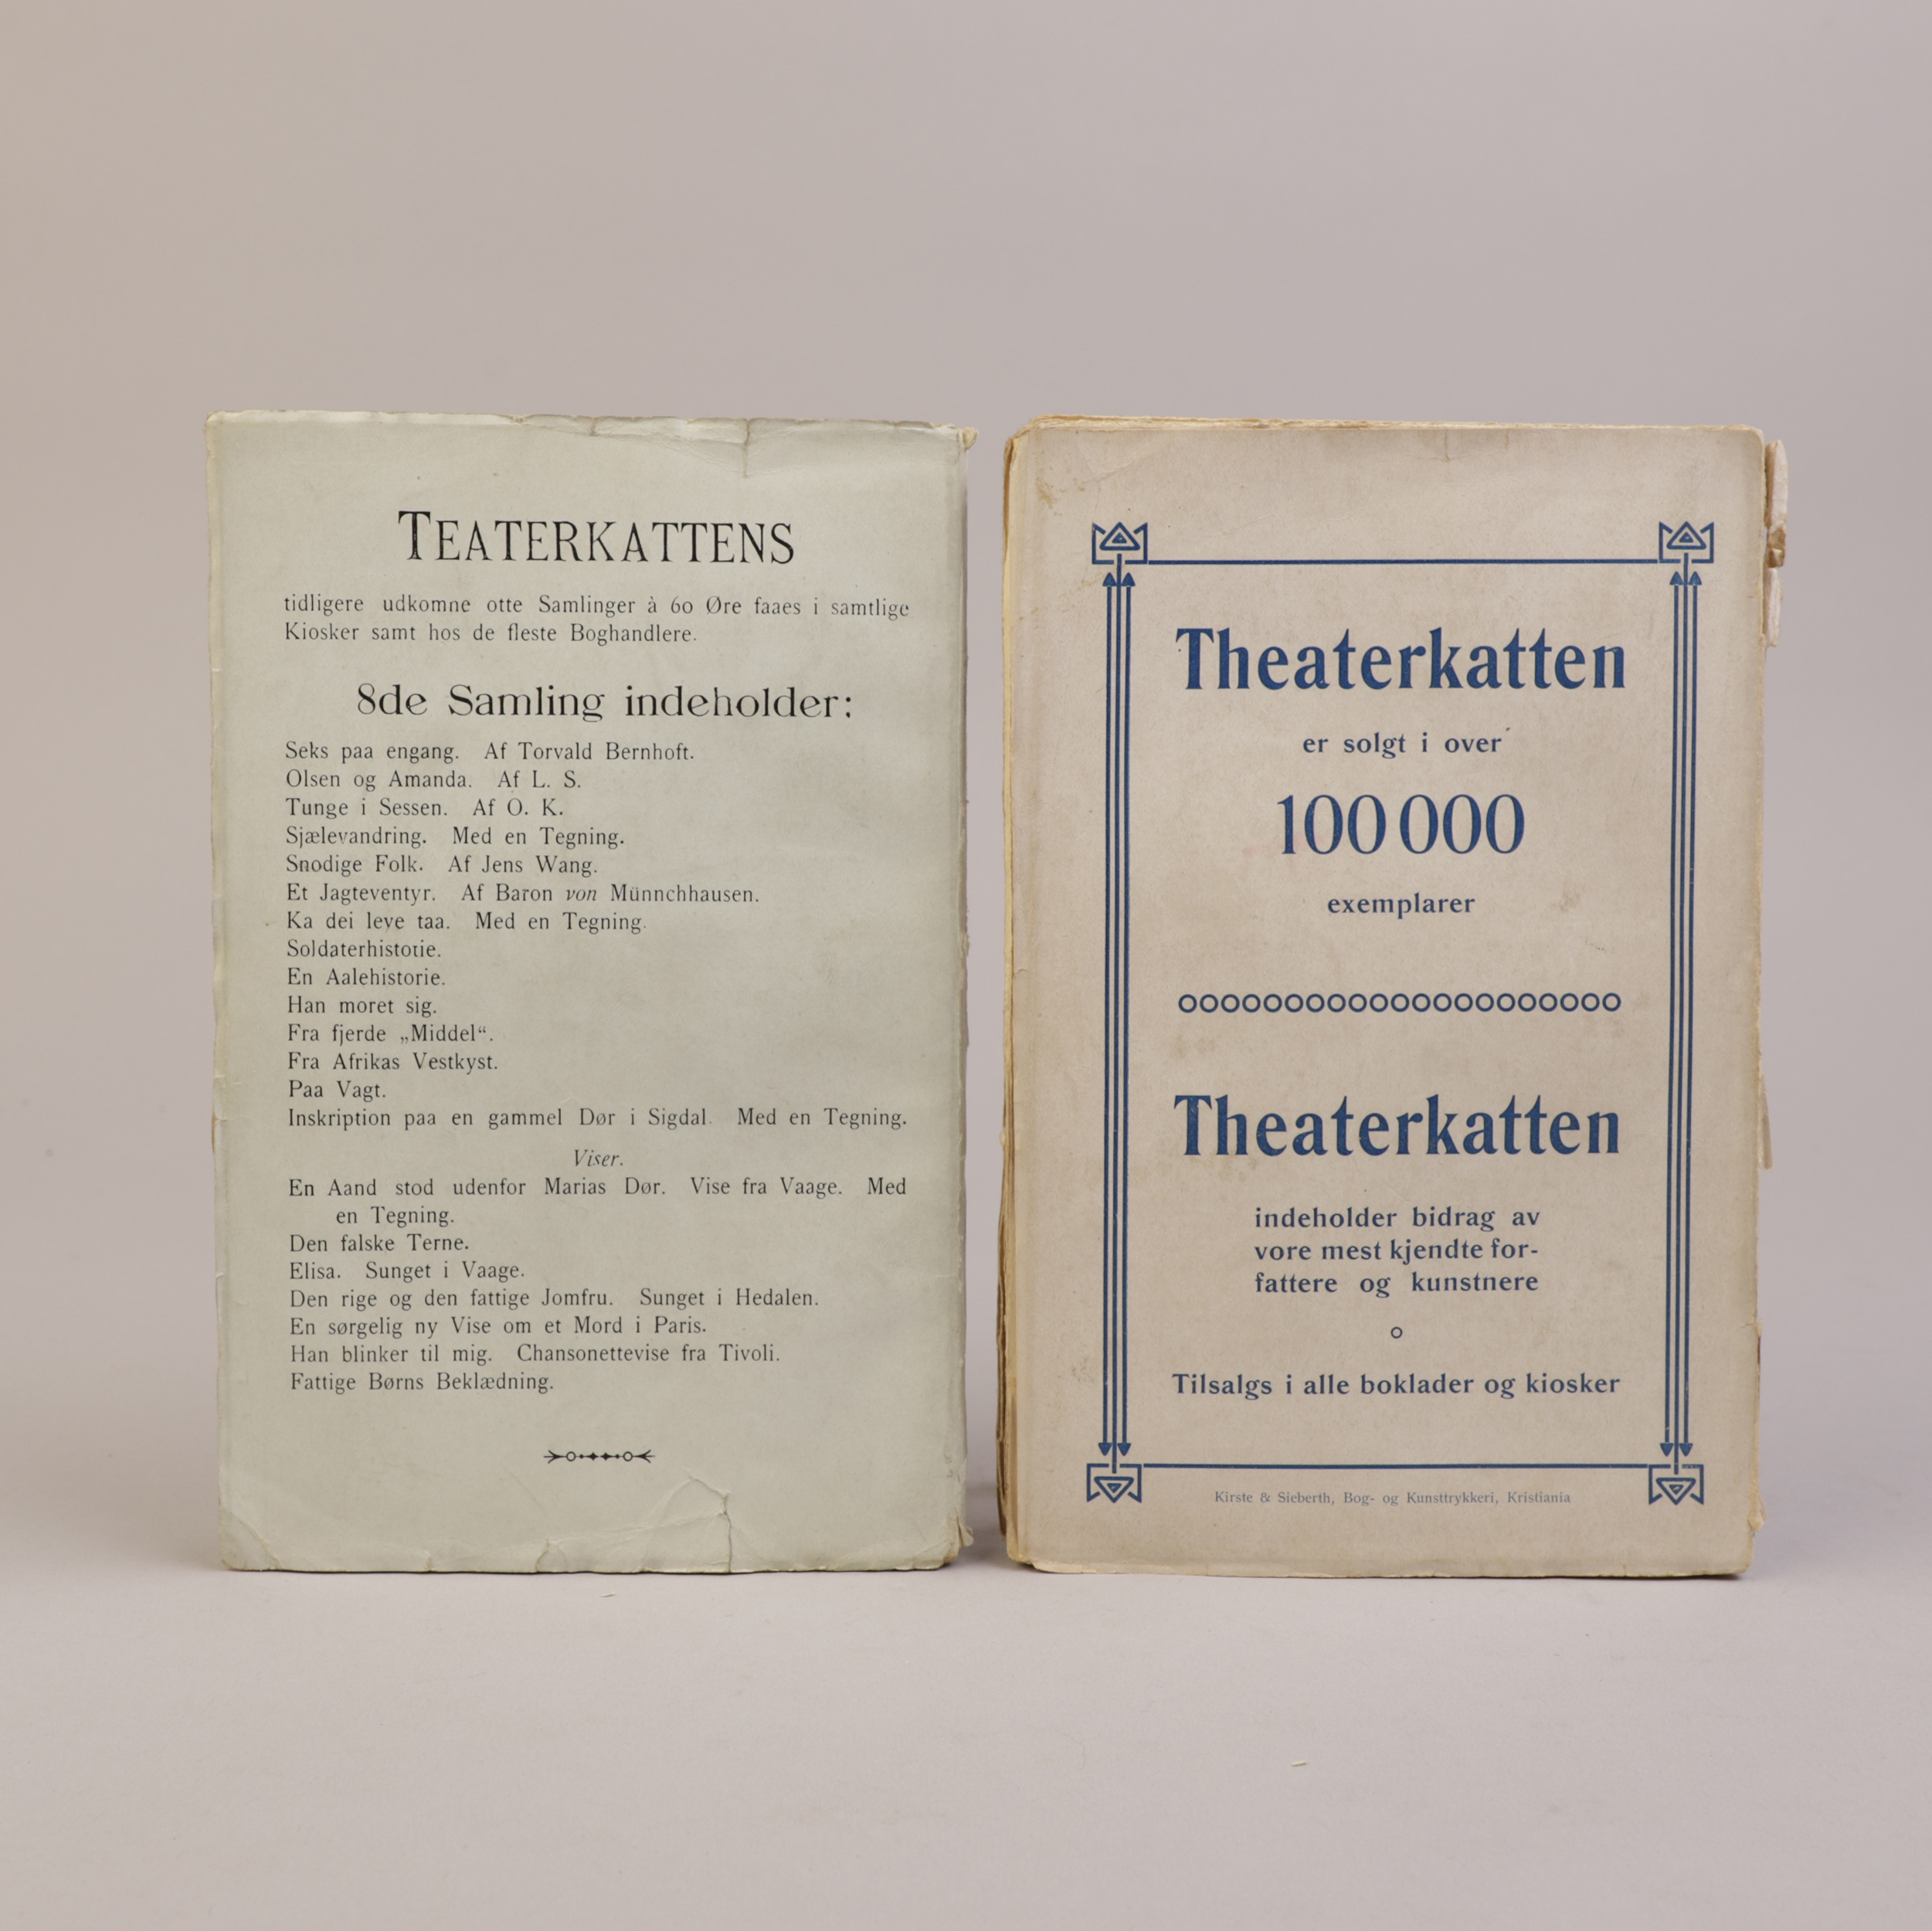 TEATERKATTENS
tidligere udkomne otte Samlinger à 60 Øre faaes i samtlige
Kiosker samt hos de fleste Boghandlere.
8de Samling indeholder:
Seks paa engang. Af Torvald Bernhoft.
Olsen og Amanda. Af L. S.
Tunge i Sessen. Af O. K.
Sjælevandring. Med en Tegning.
Snodige Folk. Af Jens Wang.
Et Jagteventyr. Af Baron von Münnchhausen.
Ka dei leve taa. Med en Tegning.
Soldaterhistorie.
En Aalehistorie.
Han moret sig.
Fra fjerde „Middel“.
Fra Afrikas Vestkyst.
Paa Vagt.
Inskription paa en gammel Dør i Sigdal. Med en Tegning.
Viser.
En Aand stod udenfor Marias Dør. Vise fra Vaage. Med
en Tegning.
Den falske Terne.
Elisa. Sunget i Vaage.
Den rige og den fattige Jomfru. Sunget i Hedalen.
En sørgelig ny Vise om et Mord i Paris.
Han blinker til mig. Chansonettevise fra Tivoli.
Fattige Børns Beklædning.
Theaterkatten
er solgt i over
100 000
exemplarer
Theaterkatten
indeholder bidrag av
vore mest kjendte for-
fattere og kunstnere
Tilsalgs i alle boklader og kiosker
Kirste & Sieberth, Bog- og Kunsttrykkeri, Kristiania